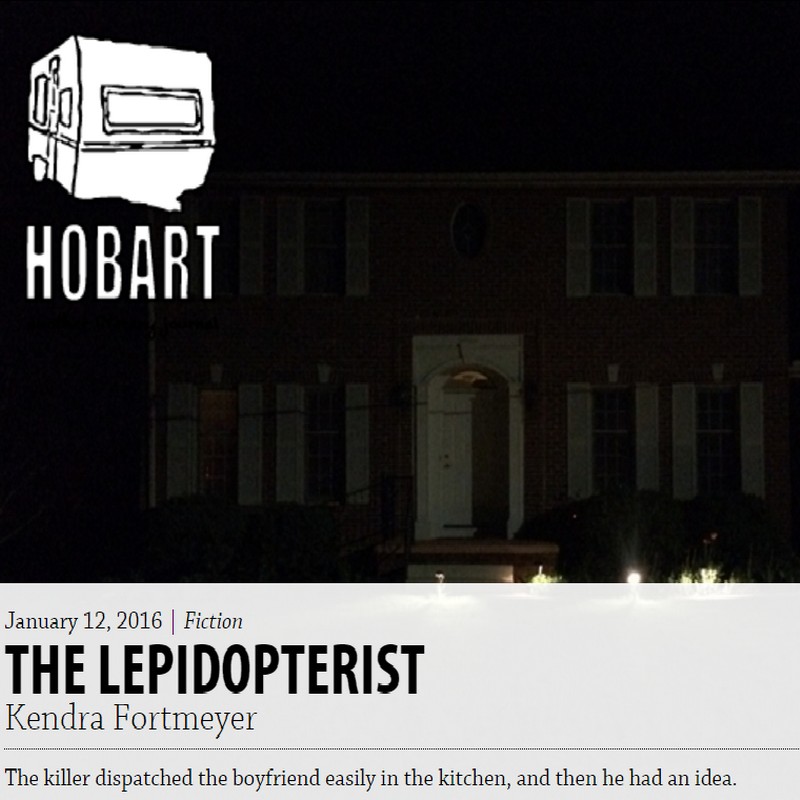 HOBART
January 12, 2016 | Fiction
THE LEPIDOPTERIST
Kendra Fortmeyer
The killer dispatched the boyfriend easily in the kitchen, and then he had an idea.